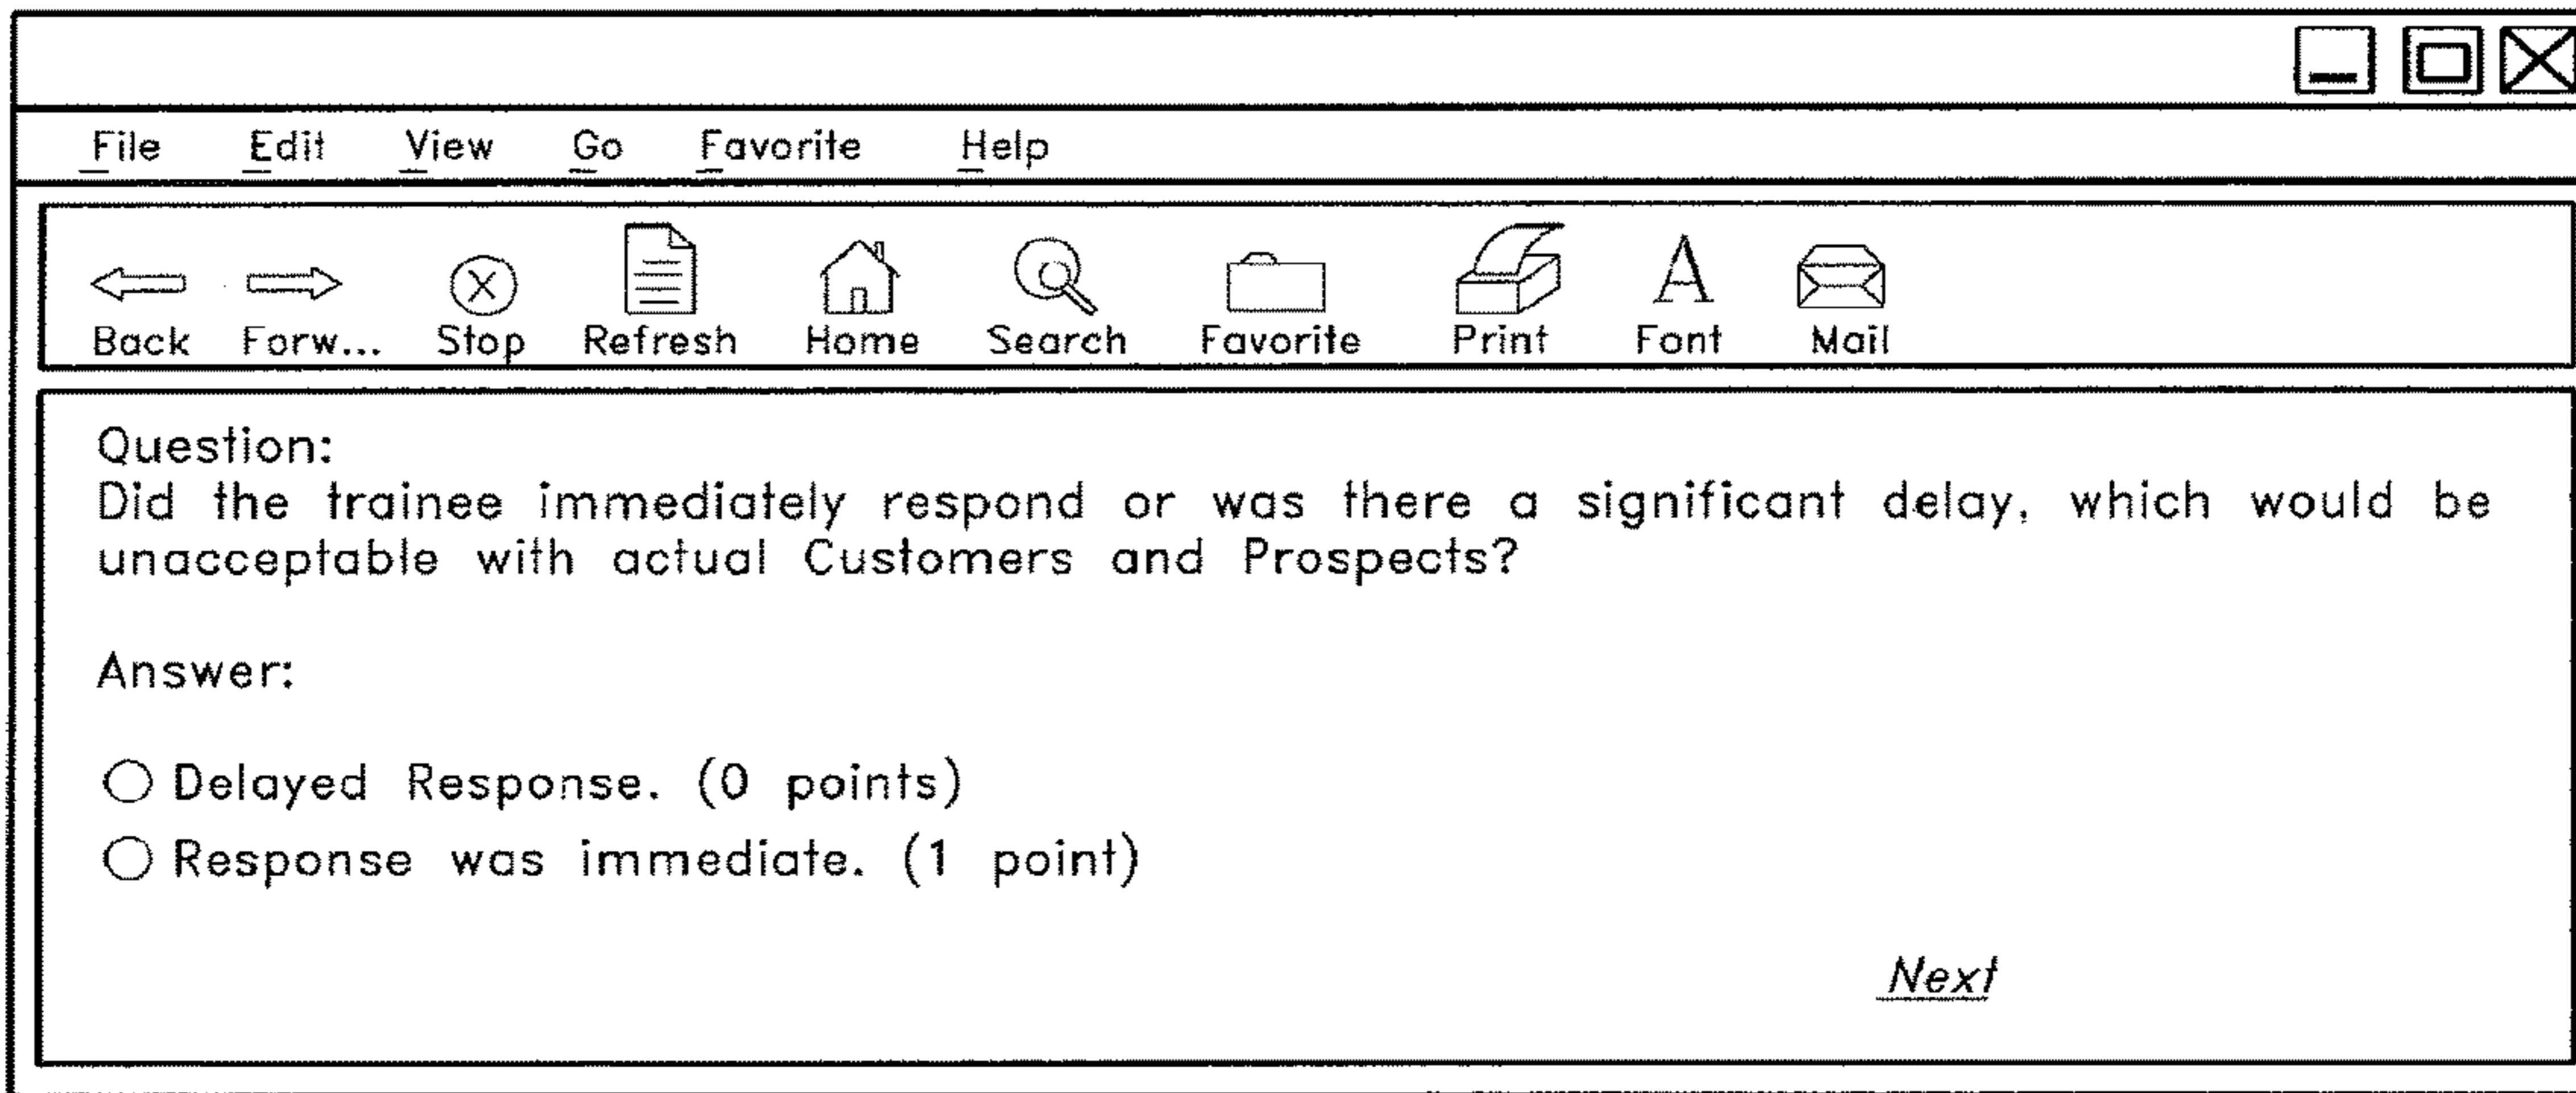 File Edit View Go Favorite Help
Back Forw... Stop Refresh Home Search Favorite Print Font Mail
Question:
Did the trainee immediately respond or was there a significant delay, which would be
unacceptable with actual Customers and Prospects?
Answer:
Delayed Response. (0 points)
Response was immediate. (1 point)
Next